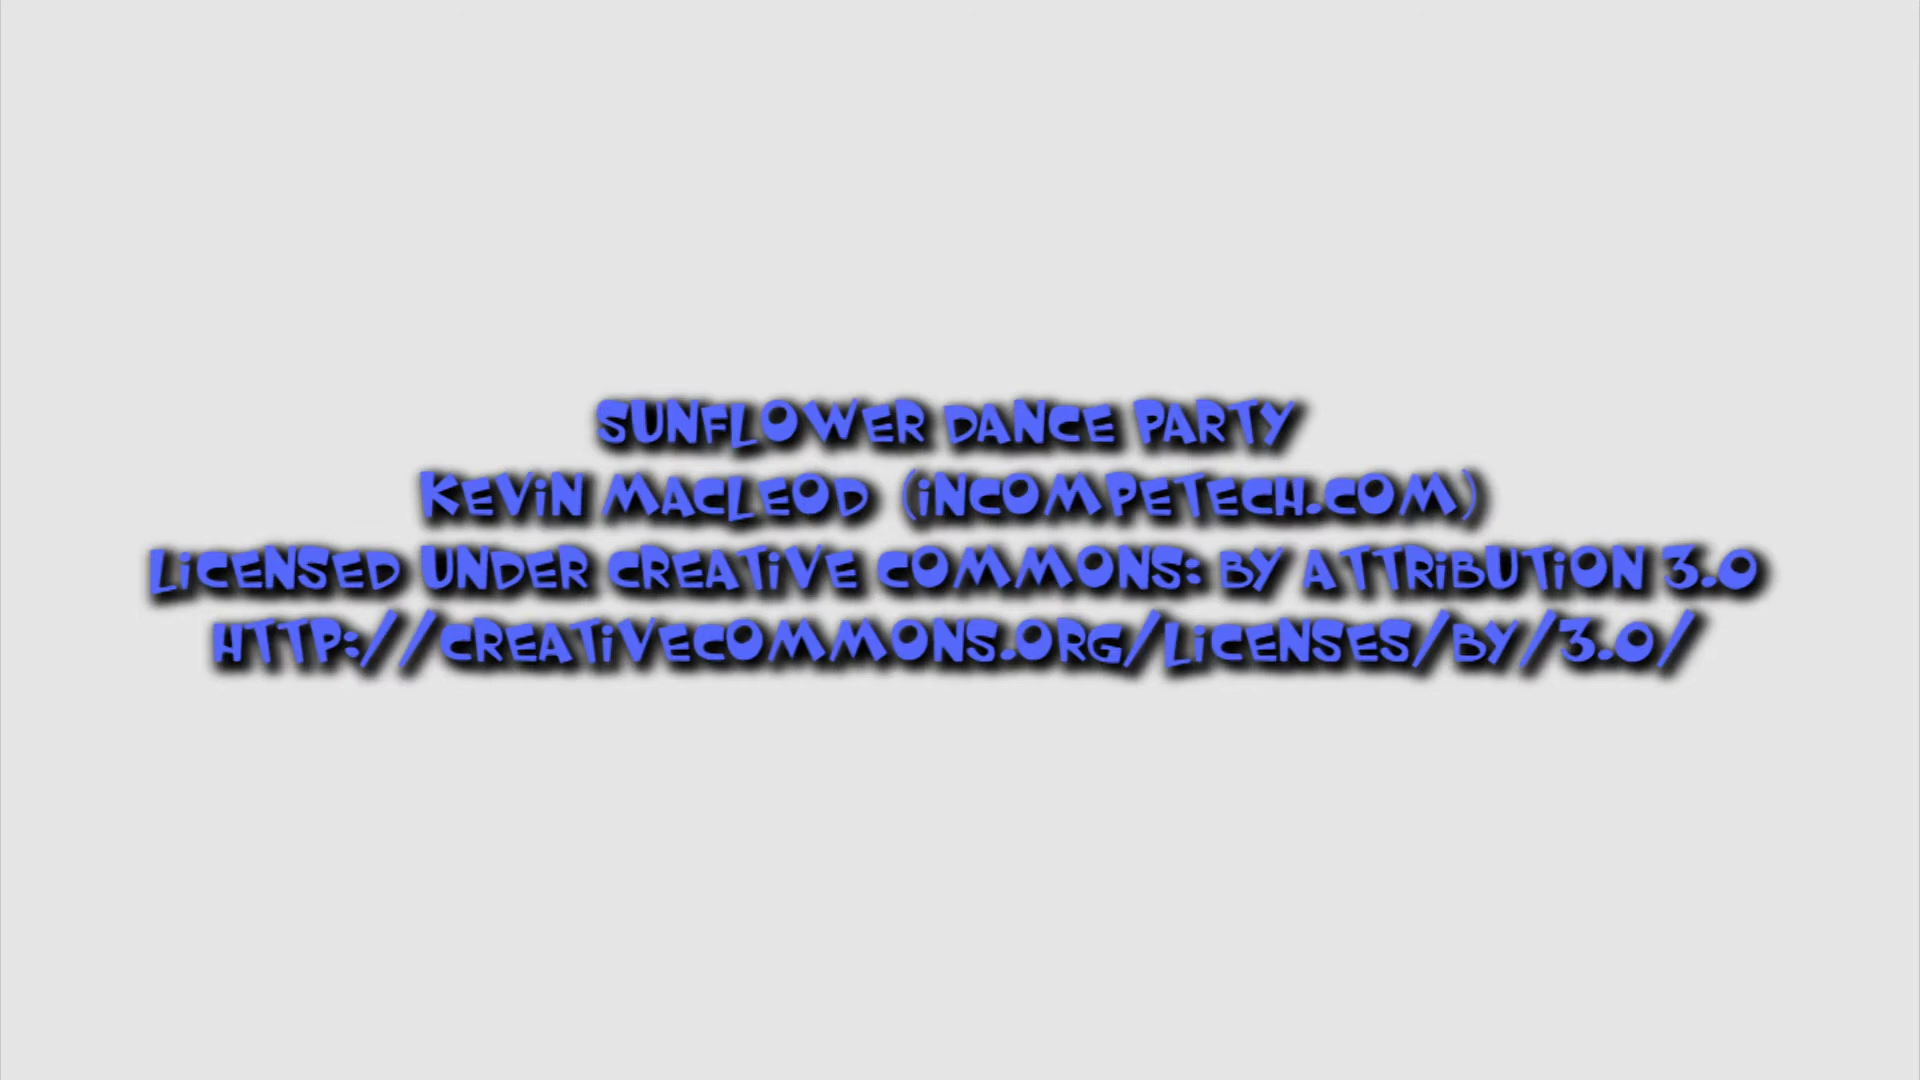 SUNFLOWER DANCE PARTY
KEViN MACLEOD (iNCOMPETECH.COM)
LiCENSED UNDER CREATiVE COMMONS: BY ATTRiBUTiON 3.0
HTTP://CREATiVECOMMONS.ORG/LiCENSES/BY/3.0/